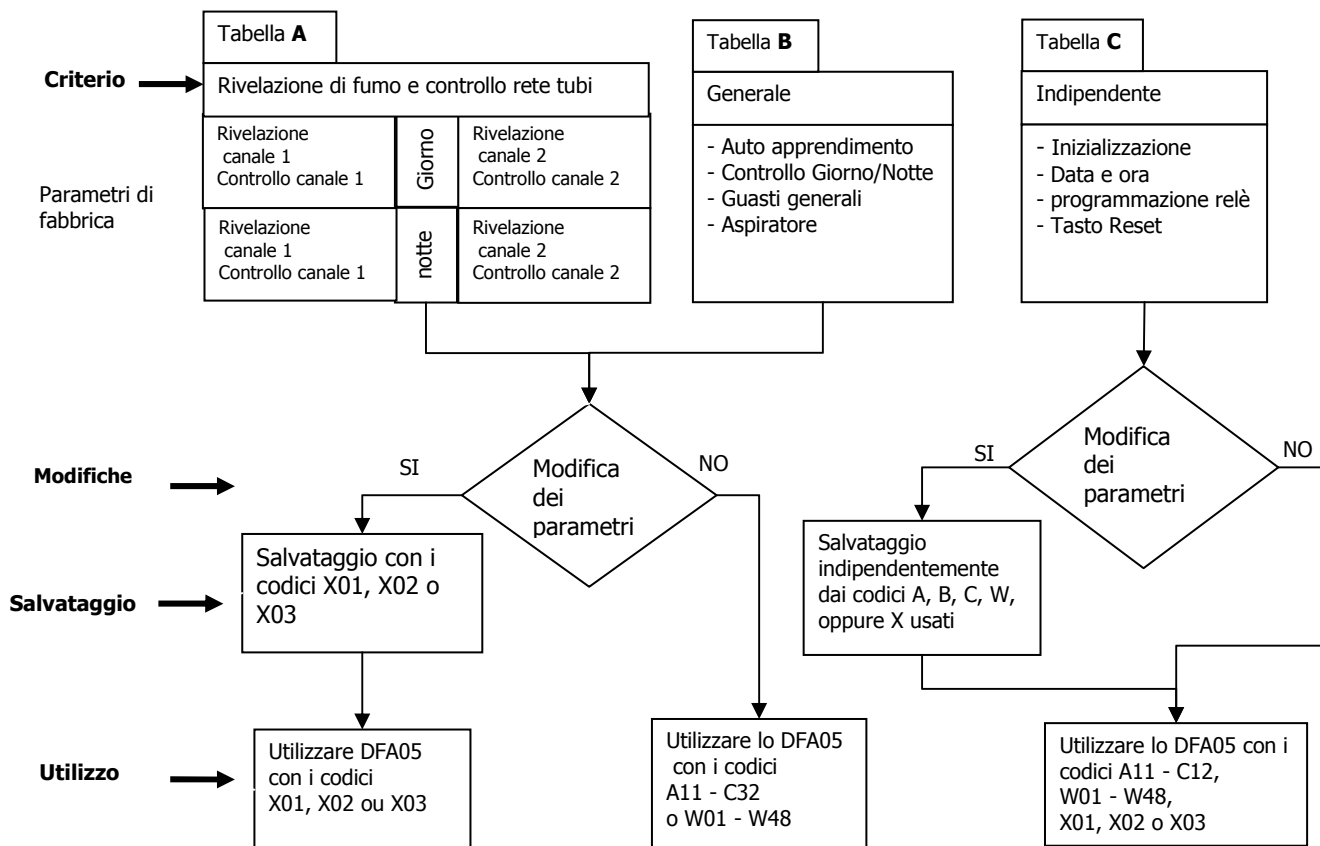 Tabella A
Tabella B
Tabella C
Criterio
Rivelazione di fumo e controllo rete tubi
Generale
Indipendente
Parametri di
fabbrica
Rivelazione
canale 1
Controllo canale 1
Giorno
Rivelazione
canale 2
Controllo canale 2
Rivelazione
canale 1
Controllo canale 1
notte
Rivelazione
canale 2
Controllo canale 2
- Auto apprendimento
- Controllo Giorno/Notte
- Guasti generali
- Aspiratore
- Inizializzazione
- Data e ora
- programmazione relè
- Tasto Reset
Modifiche
SI
Modifica
dei
parametri
NO
SI
Modifica
dei
parametri
NO
Salvataggio
Salvataggio con i
codici X01, X02 o
X03
Salvataggio
indipendentemente
dai codici A, B, C, W,
oppure X usati
Utilizzo
Utilizzare DFA05
con i codici
X01, X02 ou X03
Utilizzare lo DFA05
con i codici
A11 - C32
o W01 - W48
Utilizzare lo DFA05 con i
codici A11 - C12,
W01 - W48,
X01, X02 o X03